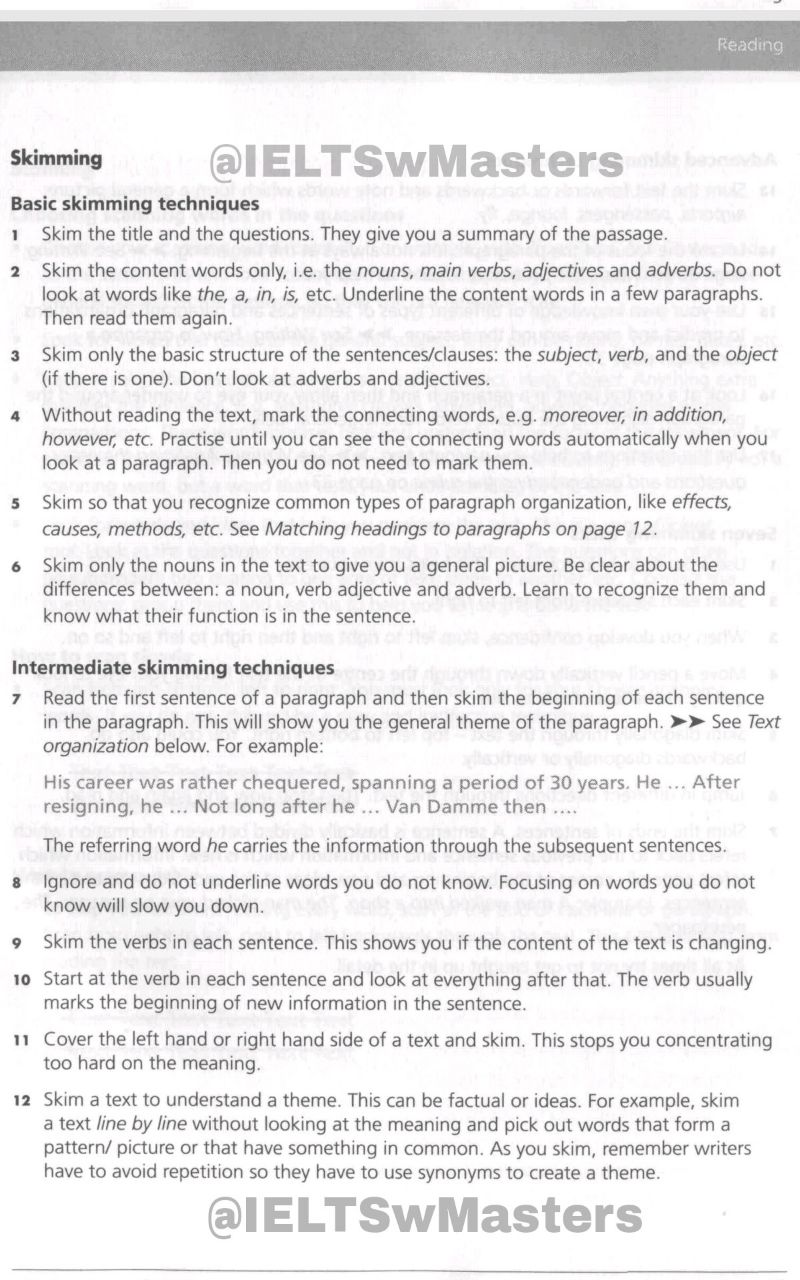 Reading
@IELTSwMasters
Skimming
Basic skimming techniques
1 Skim the title and the questions. They give you a summary of the passage.
2 Skim the content words only, i.e. the nouns, main verbs, adjectives and adverbs. Do not
look at words like the, a, in, is, etc. Underline the content words in a few paragraphs.
Then read them again.
3 Skim only the basic structure of the sentences/clauses: the subject, verb, and the object
(if there is one). Don't look at adverbs and adjectives.
4 Without reading the text, mark the connecting words, e.g. moreover, in addition,
however, etc. Practise until you can see the connecting words automatically when you
look at a paragraph. Then you do not need to mark them.
5 Skim so that you recognize common types of paragraph organization, like effects,
causes, methods, etc. See Matching headings to paragraphs on page 12.
6 Skim only the nouns in the text to give you a general picture. Be clear about the
differences between: a noun, verb adjective and adverb. Learn to recognize them and
know what their function is in the sentence.
Intermediate skimming techniques
7 Read the first sentence of a paragraph and then skim the beginning of each sentence
in the paragraph. This will show you the general theme of the paragraph. ➤➤ See Text
organization below. For example:
His career was rather chequered, spanning a period of 30 years. He ... After
resigning, he ... Not long after he ... Van Damme then ....
The referring word he carries the information through the subsequent sentences.
8 Ignore and do not underline words you do not know. Focusing on words you do not
know will slow you down.
9 Skim the verbs in each sentence. This shows you if the content of the text is changing.
10 Start at the verb in each sentence and look at everything after that. The verb usually
marks the beginning of new information in the sentence.
11 Cover the left hand or right hand side of a text and skim. This stops you concentrating
too hard on the meaning.
12 Skim a text to understand a theme. This can be factual or ideas. For example, skim
a text line by line without looking at the meaning and pick out words that form a
pattern/ picture or that have something in common. As you skim, remember writers
have to avoid repetition so they have to use synonyms to create a theme.
@IELTSwMasters